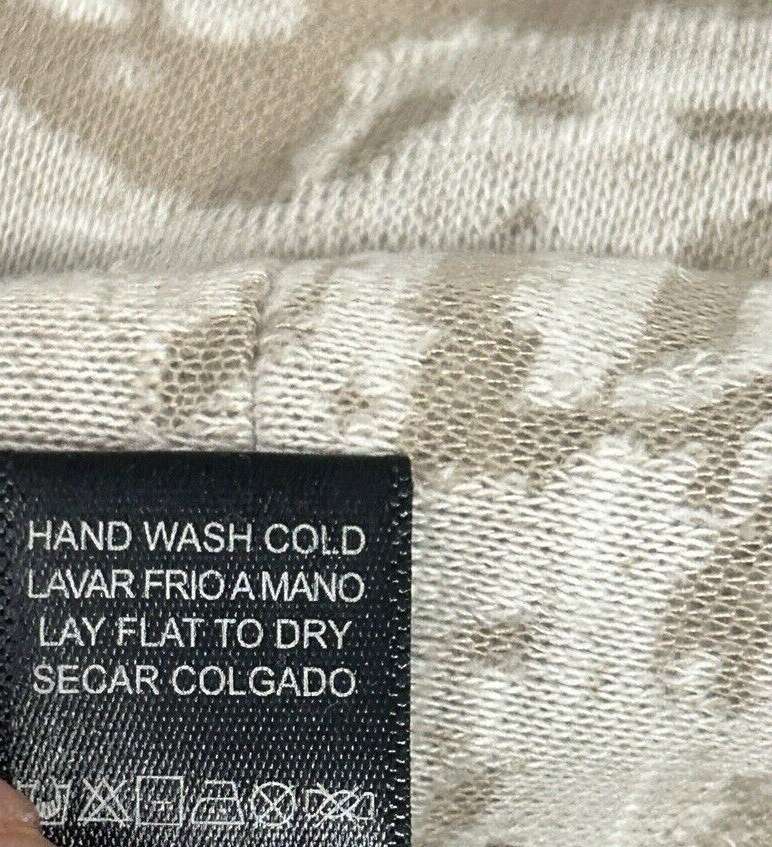 HAND WASH COLD
LAVAR FRIO A MANO
LAY FLAT TO DRY
SECAR COLGADO